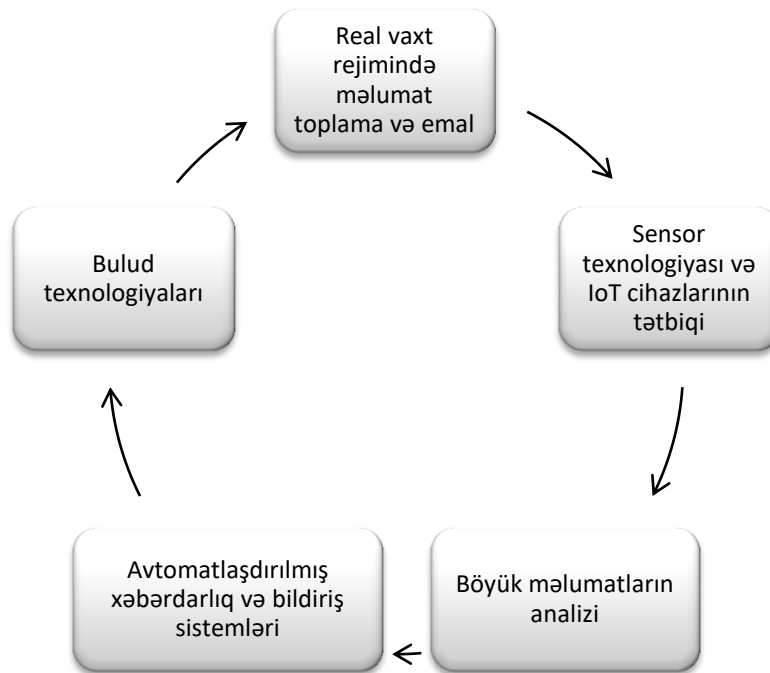 Real vaxt
rejimində
məlumat
toplama və emal
Sensor
texnologiyası və
IoT cihazlarının
tətbiqi
Böyük məlumatların
analizi
Avtomatlaşdırılmış
xəbərdarlıq və bildiriş
sistemləri
Bulud
texnologiyaları